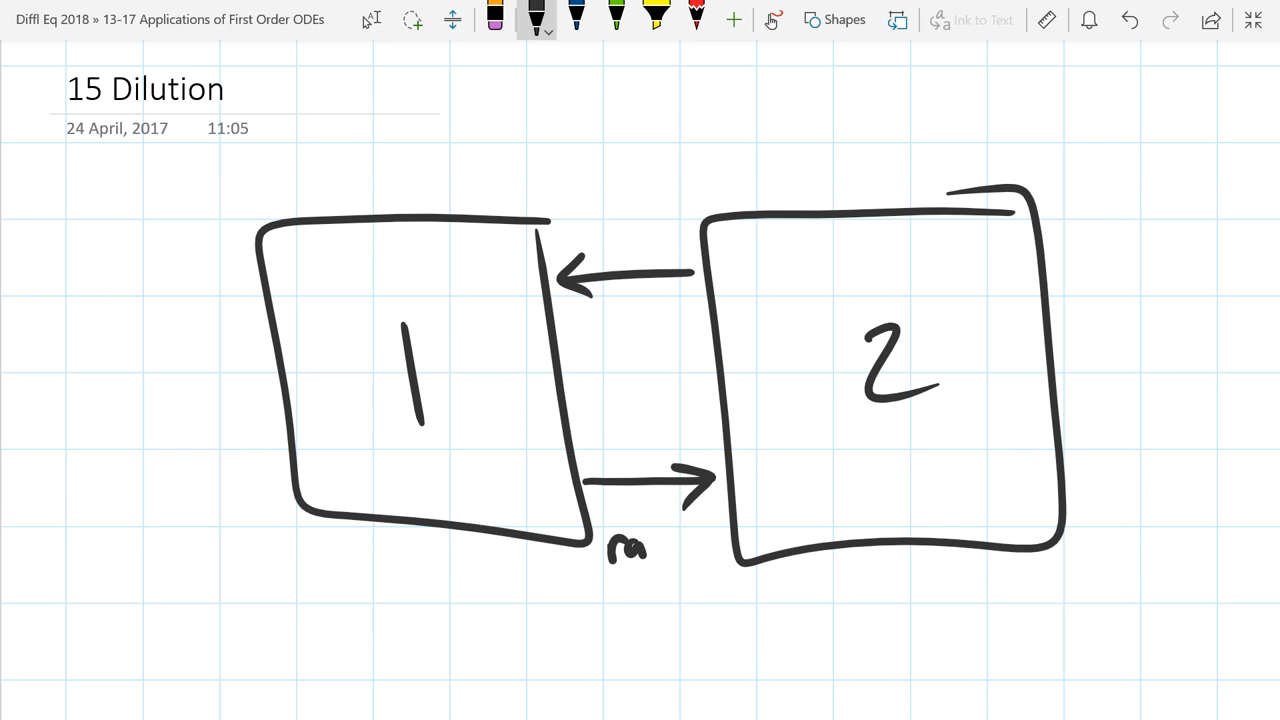 Diffl Eq 2018 » 13-17 Applications of First Order ODEs
Shapes
Ink to Text
15 Dilution
24 April, 2017 11:05
1
2
ra